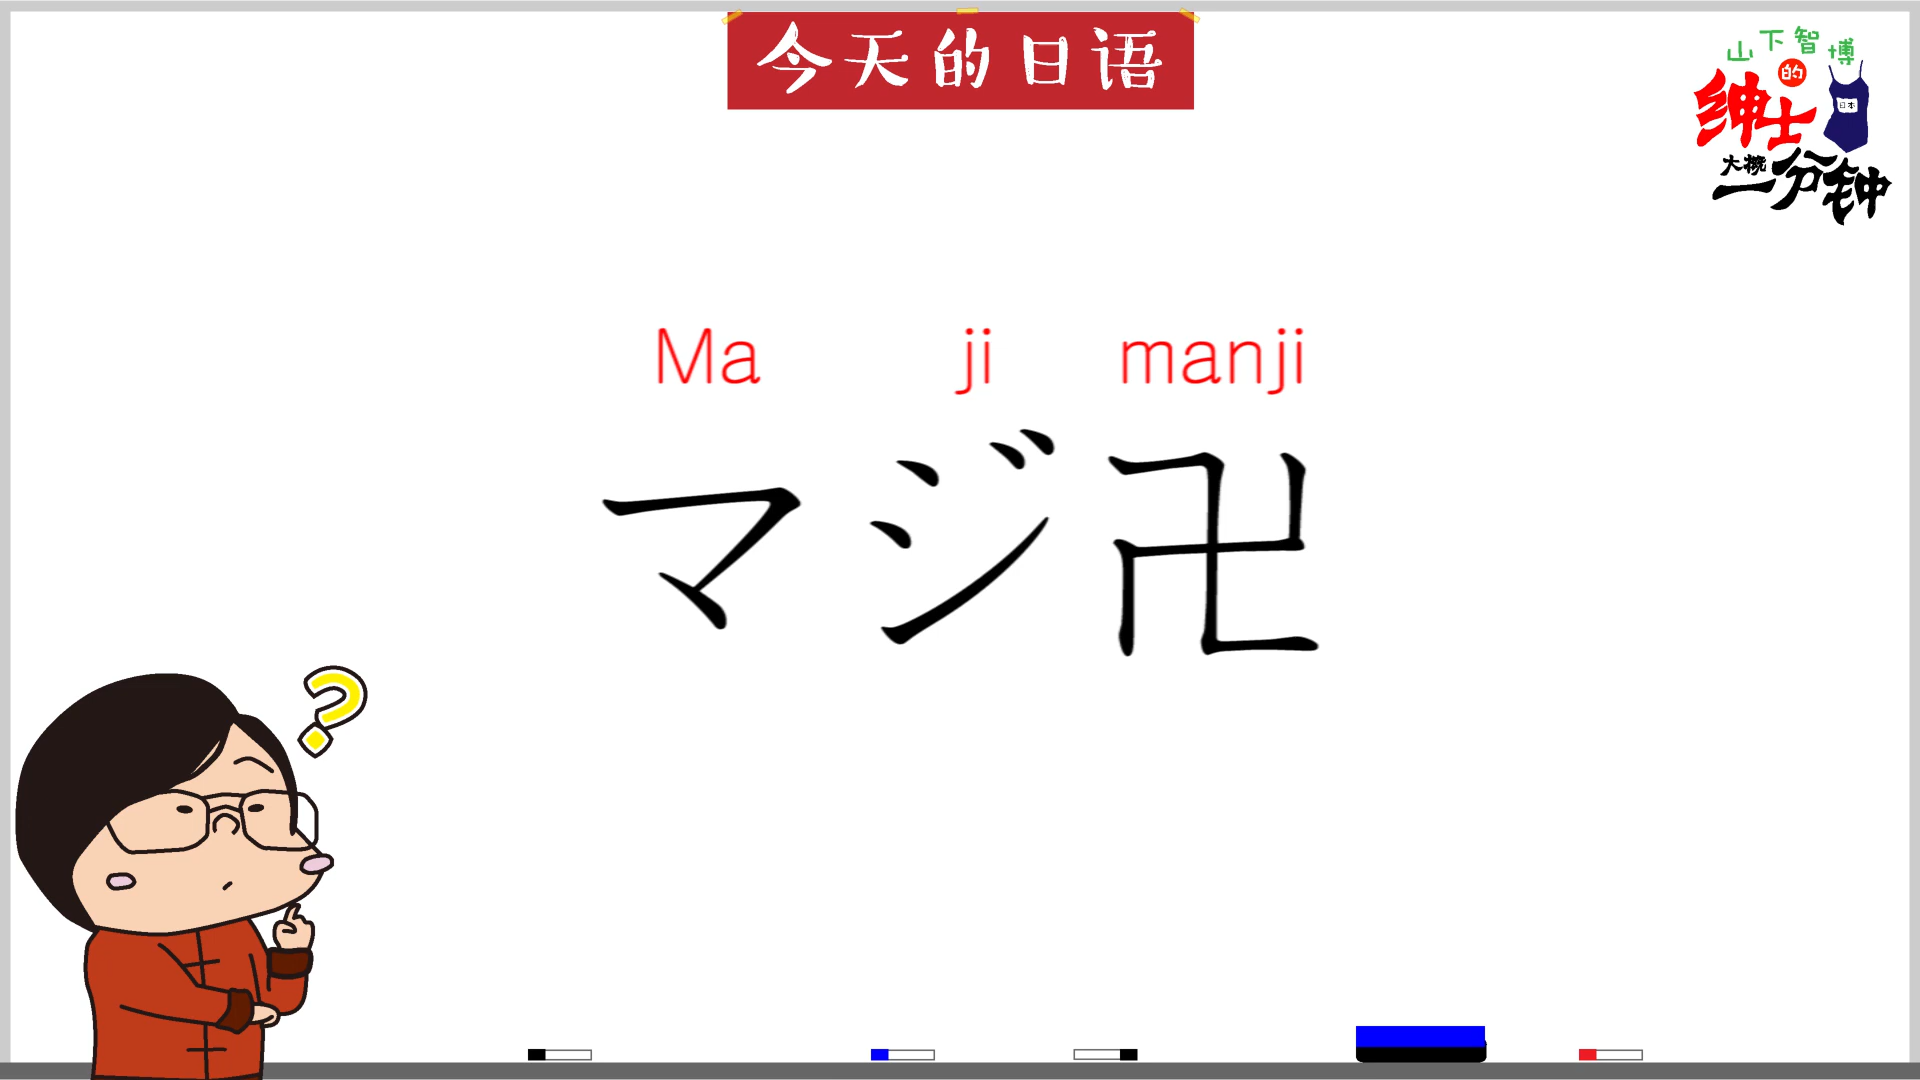 今天的日语
山下智博
的
绅士
日本
大概
一分钟
Ma ji manji
マジ卍
?